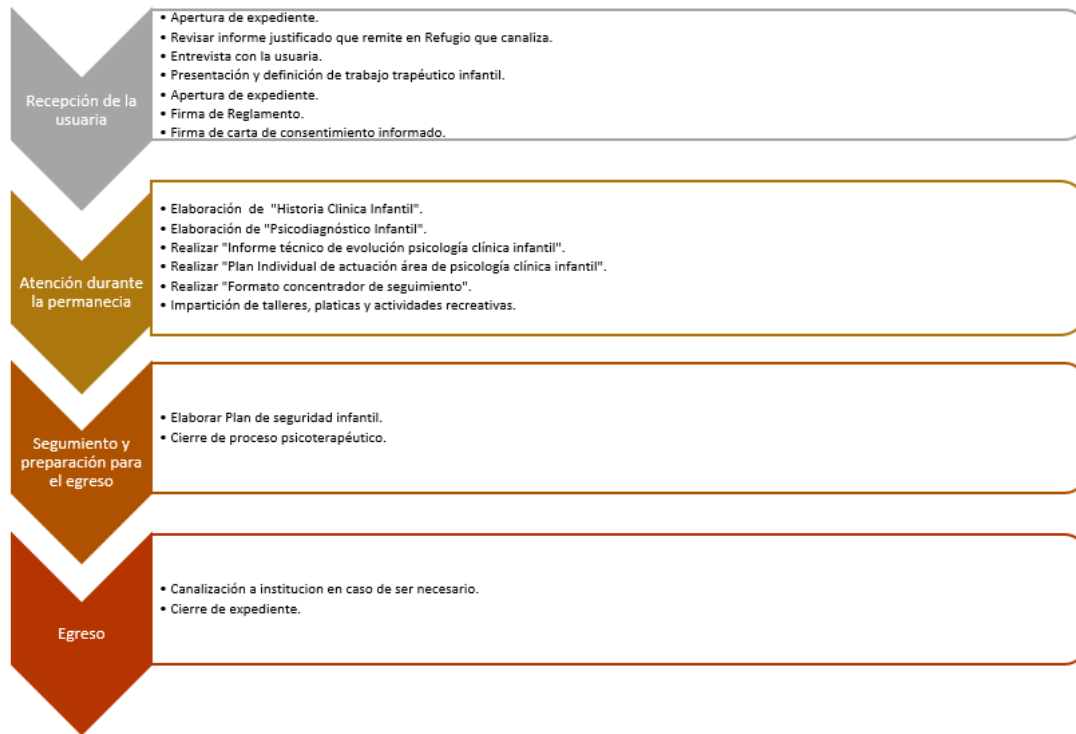 Recepción de la
usuaria
• Apertura de expediente.
• Revisar informe justificado que remite en Refugio que canaliza.
• Entrevista con la usuaria.
• Presentación y definición de trabajo trapéutico infantil.
• Apertura de expediente.
• Firma de Reglamento.
• Firma de carta de consentimiento informado.
Atención durante
la permanecia
• Elaboración de "Historia Clinica Infantil".
• Elaboración de "Psicodiagnóstico Infantil".
• Realizar "Informe técnico de evolución psicología clínica infantil".
• Realizar "Plan Individual de actuación área de psicología clínica infantil".
• Realizar "Formato concentrador de seguimiento".
• Impartición de talleres, platicas y actividades recreativas.
Segumiento y
preparación para
el egreso
• Elaborar Plan de seguridad infantil.
• Cierre de proceso psicoterapéutico.
Egreso
• Canalización a institucion en caso de ser necesario.
• Cierre de expediente.